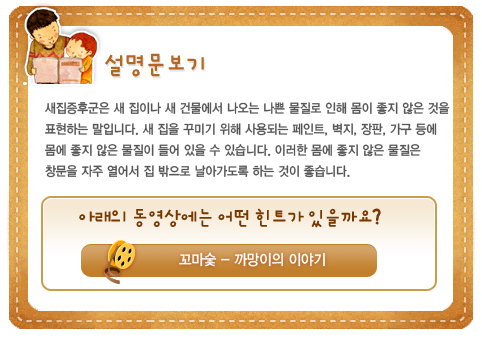 설명문보기
새집증후군은 새 집이나 새 건물에서 나오는 나쁜 물질로 인해 몸이 좋지 않은 것을
표현하는 말입니다. 새 집을 꾸미기 위해 사용되는 페인트, 벽지, 장판, 가구 등에
몸에 좋지 않은 물질이 들어 있을 수 있습니다. 이러한 몸에 좋지 않은 물질은
창문을 자주 열어서 집 밖으로 날아가도록 하는 것이 좋습니다.
아래의 동영상에는 어떤 힌트가 있을까요?
꼬마숯 – 까망이의 이야기